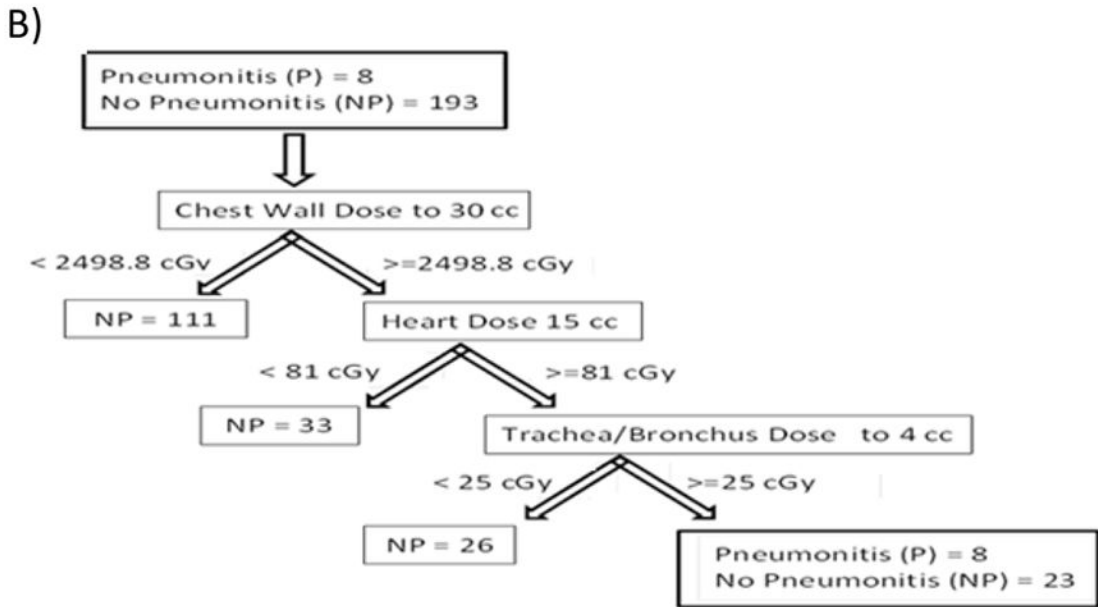 B)
Pneumonitis (P) = 8
No Pneumonitis (NP) = 193
Chest Wall Dose to 30 cc
< 2498.8 cGy
>=2498.8 cGy
NP = 111
Heart Dose 15 cc
< 81 cGy
>=81 cGy
NP = 33
Trachea/Bronchus Dose to 4 cc
< 25 cGy
>=25 cGy
NP = 26
Pneumonitis (P) = 8
No Pneumonitis (NP) = 23